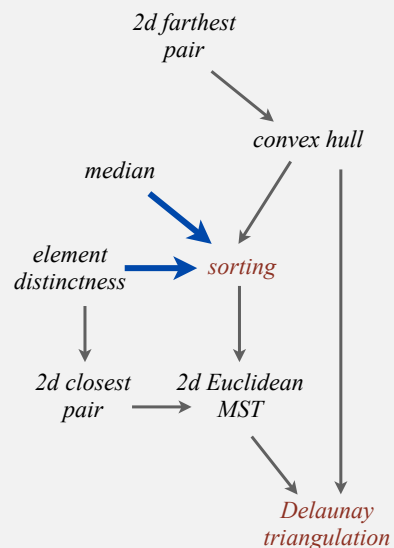 2d farthest
pair
convex hull
median
element
distinctness
sorting
2d closest
pair
2d Euclidean
MST
Delaunay
triangulation